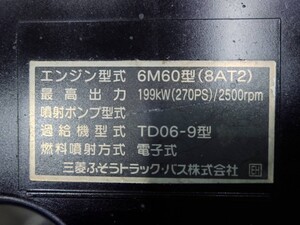 エンジン型式 6M60型(8AT2)
最高出力 199kW(270PS)/2500rpm
噴射ポンプ型式
過給機型式 TD06-9型
燃料噴射方式 電子式
三菱ふそうトラック・バス株式会社